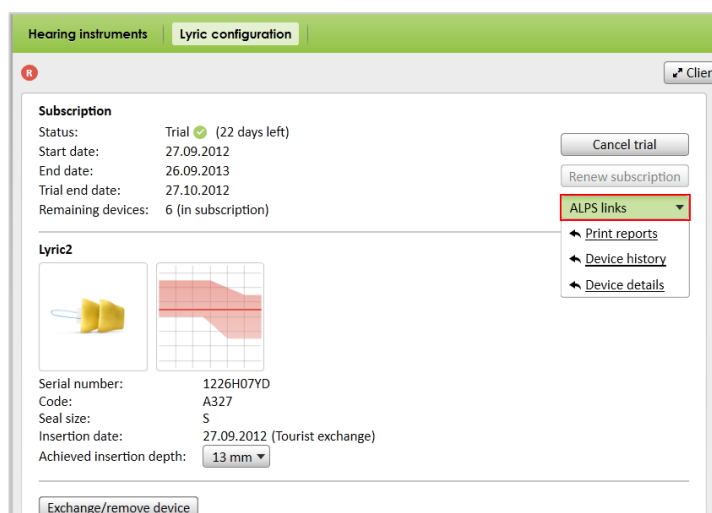 Hearing instruments Lyric configuration
R
Subscription
Status: Trial (22 days left)
Start date: 27.09.2012
End date: 26.09.2013
Trial end date: 27.10.2012
Remaining devices: 6 (in subscription)
Cancel trial
Renew subscription
ALPS links
Print reports
Device history
Device details
Lyric2
Serial number: 1226H07YD
Code: A327
Seal size: S
Insertion date: 27.09.2012 (Tourist exchange)
Achieved insertion depth: 13 mm
Exchange/remove device